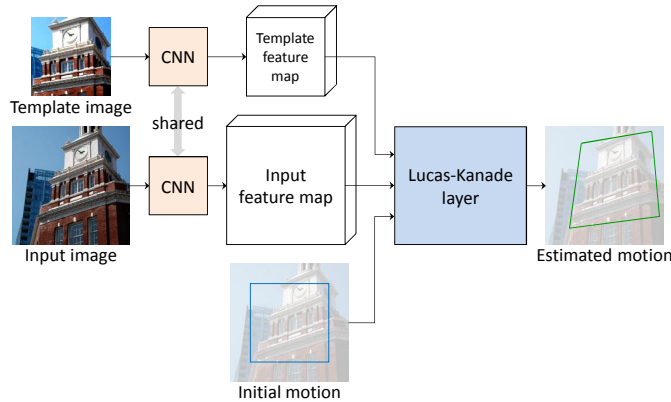 CNN
Template
feature
map
Template image
shared
CNN
Input
feature map
Lucas-Kanade
layer
Input image
Estimated motion
Initial motion